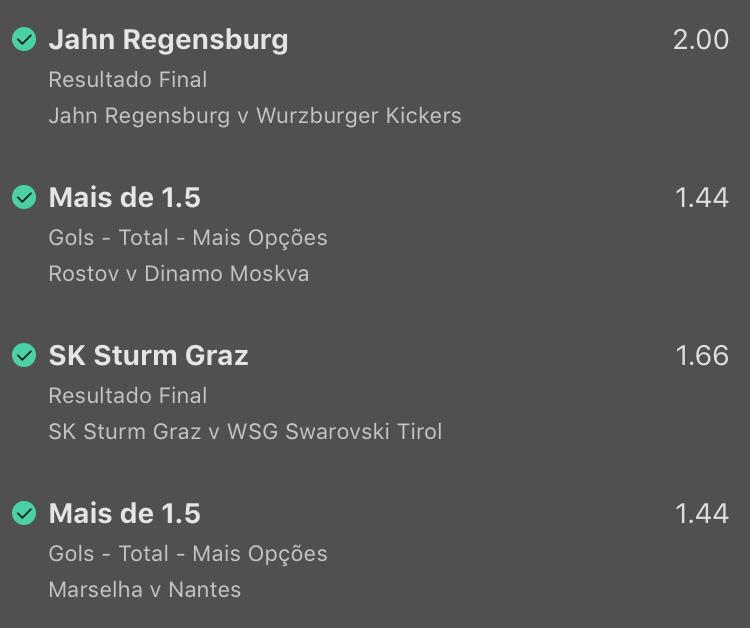 Jahn Regensburg 2.00
Resultado Final
Jahn Regensburg v Wurzburger Kickers
Mais de 1.5 1.44
Gols - Total - Mais Opções
Rostov v Dinamo Moskva
SK Sturm Graz 1.66
Resultado Final
SK Sturm Graz v WSG Swarovski Tirol
Mais de 1.5 1.44
Gols - Total - Mais Opções
Marselha v Nantes